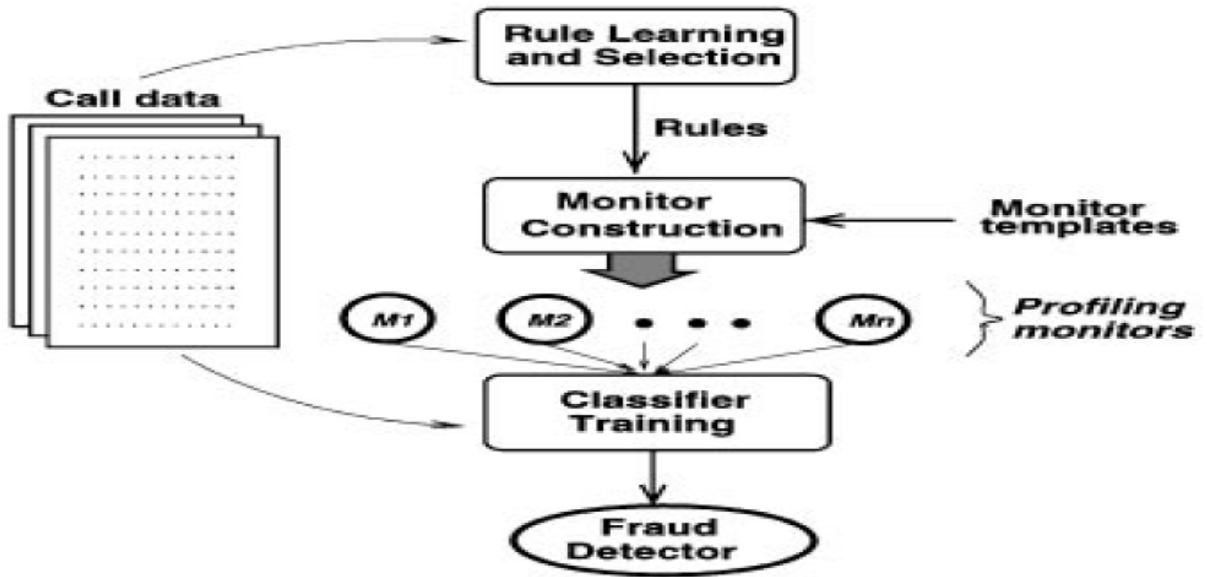 Rule Learning
and Selection
Call data
Rules
Monitor
Construction
Monitor
templates
M1
M2
Mn
Profiling
monitors
Classifier
Training
Fraud
Detector